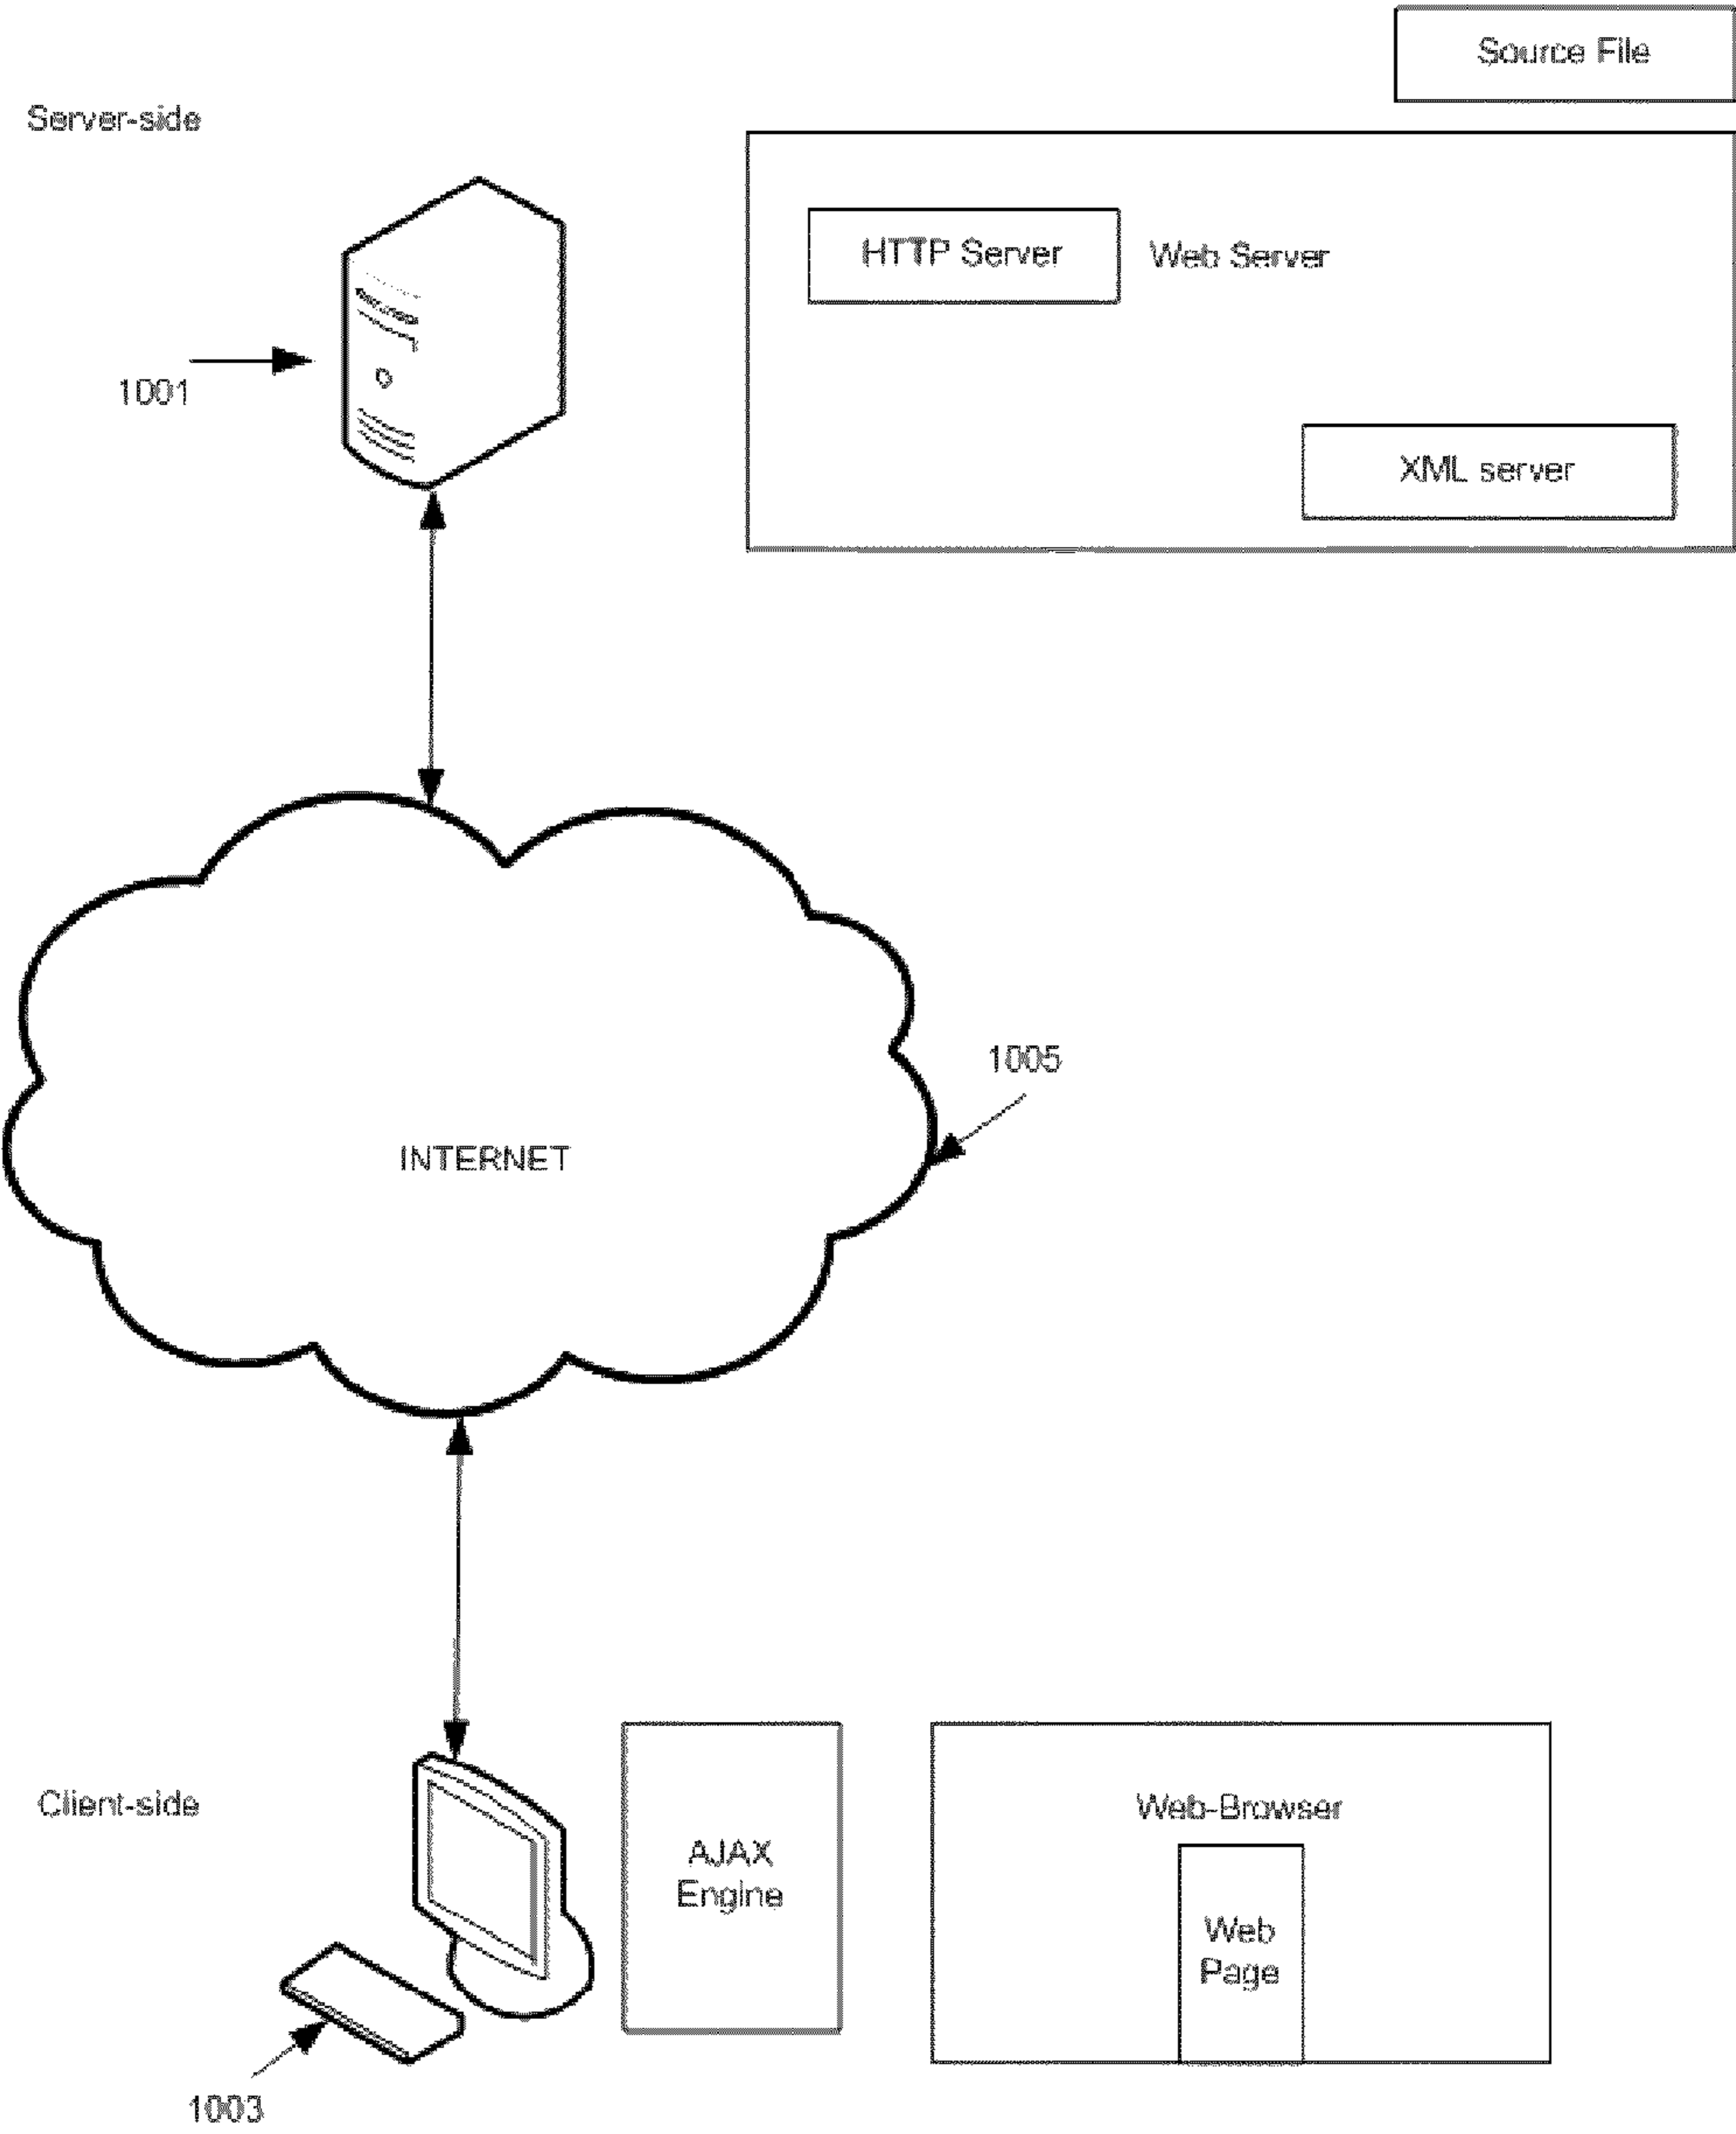 Source File
Server-side
HTTP Server
Web Server
1001
XML server
1005
INTERNET
Client-side
AJAX
Engine
Web-Browser
Web
Page
1003